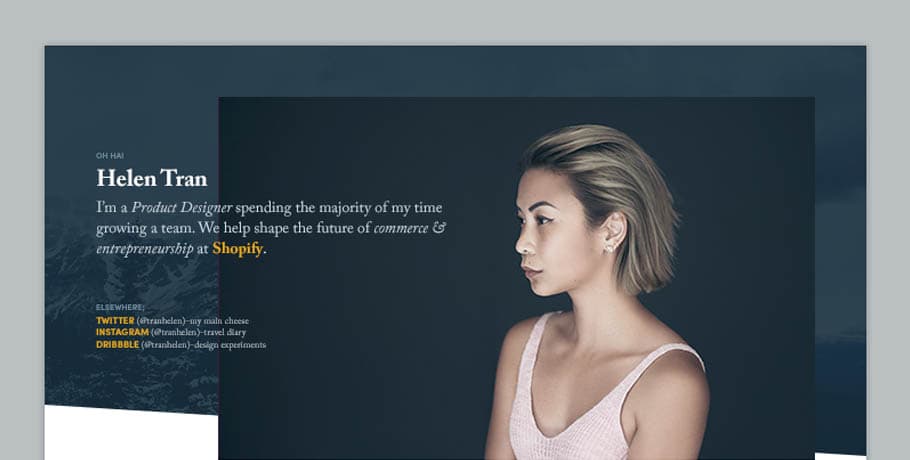 OH HAI
Helen Tran
I'm a Product Designer spending the majority of my time
growing a team. We help shape the future of commerce &
entrepreneurship at Shopify.
ELSEWHERE;
TWITTER (@tranhelen)–my main cheese
INSTAGRAM (@tranhelen)–travel diary
DRIBBBLE (@tranhelen)–design experiments